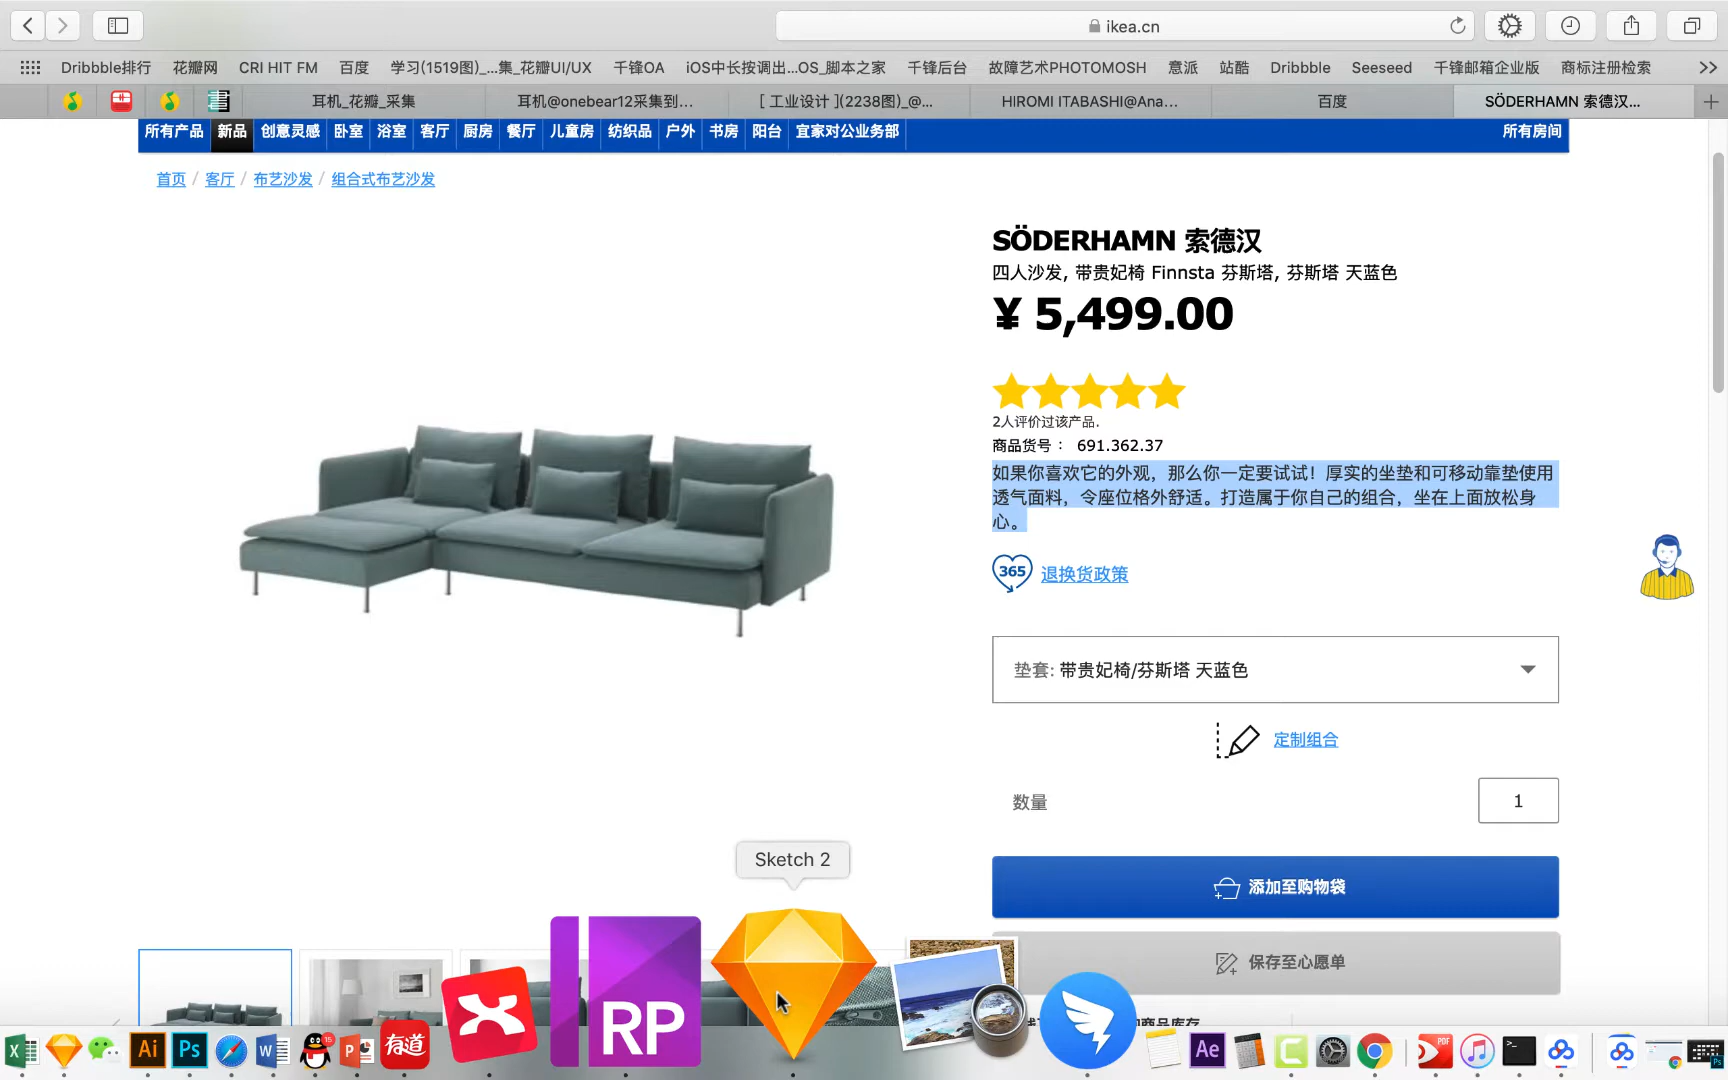 ikea.cn
Dribbble排行 花瓣网 CRI HIT FM 百度 学习(1519图)_...集_花瓣UI/UX 千锋OA iOS中长按调出...OS_脚本之家 千锋后台 故障艺术PHOTOMOSH 意派 站酷 Dribbble Seeseed 千锋邮箱企业版 商标注册检索
耳机_花瓣_采集 耳机@onebear12采集到... [ 工业设计 ](2238图)_@... HIROMI ITABASHI@Ana... 百度 SÖDERHAMN 索德汉...
所有产品 新品 创意灵感 卧室 浴室 客厅 厨房 餐厅 儿童房 纺织品 户外 书房 阳台 宜家对公业务部 所有房间
首页 / 客厅 / 布艺沙发 / 组合式布艺沙发
SÖDERHAMN 索德汉
四人沙发, 带贵妃椅 Finnsta 芬斯塔, 芬斯塔 天蓝色
¥ 5,499.00
2人评价过该产品.
商品货号： 691.362.37
如果你喜欢它的外观，那么你一定要试试！厚实的坐垫和可移动靠垫使用
透气面料，令座位格外舒适。打造属于你自己的组合，坐在上面放松身
心。
365 退换货政策
垫套: 带贵妃椅/芬斯塔 天蓝色
定制组合
数量 1
Sketch 2
添加至购物袋
保存至心愿单
RP
Ai Ps W 15 P 有道 Ae PDF